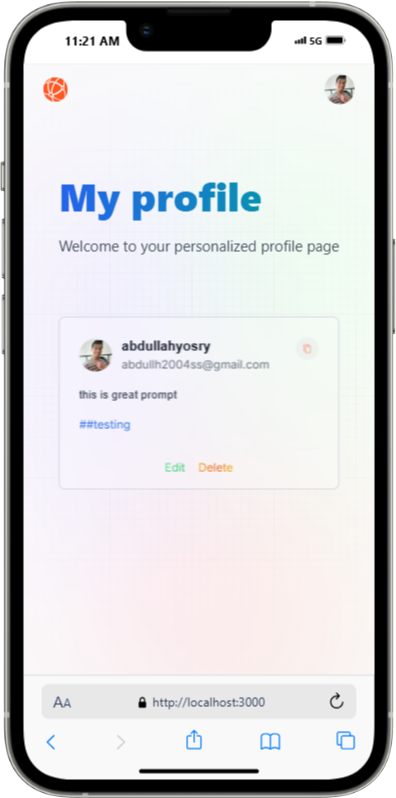 11:21 AM
5G
My profile
Welcome to your personalized profile page
abdullahyosry
abdullh2004ss@gmail.com
this is great prompt
##testing
Edit Delete
AA http://localhost:3000